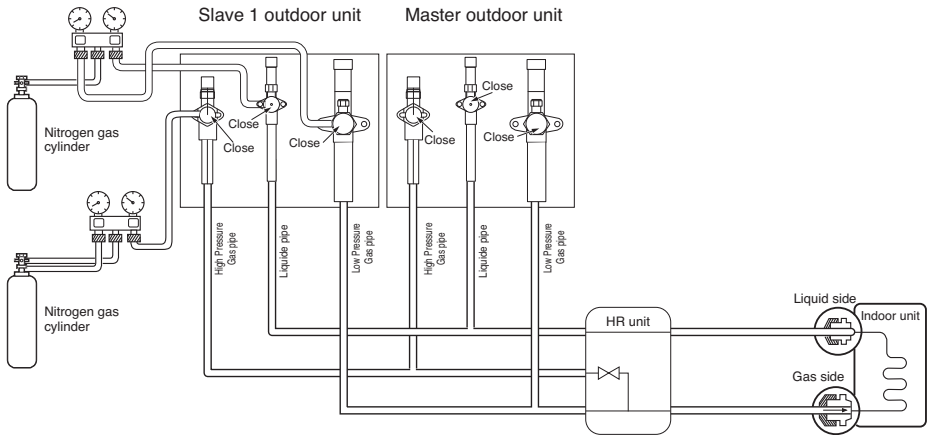 Slave 1 outdoor unit
Master outdoor unit
Nitrogen gas
cylinder
Close
Close
Close
Close
Close
Close
Nitrogen gas
cylinder
High Pressure
Gas pipe
Liquide pipe
Low Pressure
Gas pipe
High Pressure
Gas pipe
Liquide pipe
Low Pressure
Gas pipe
HR unit
Liquid side
Indoor unit
Gas side